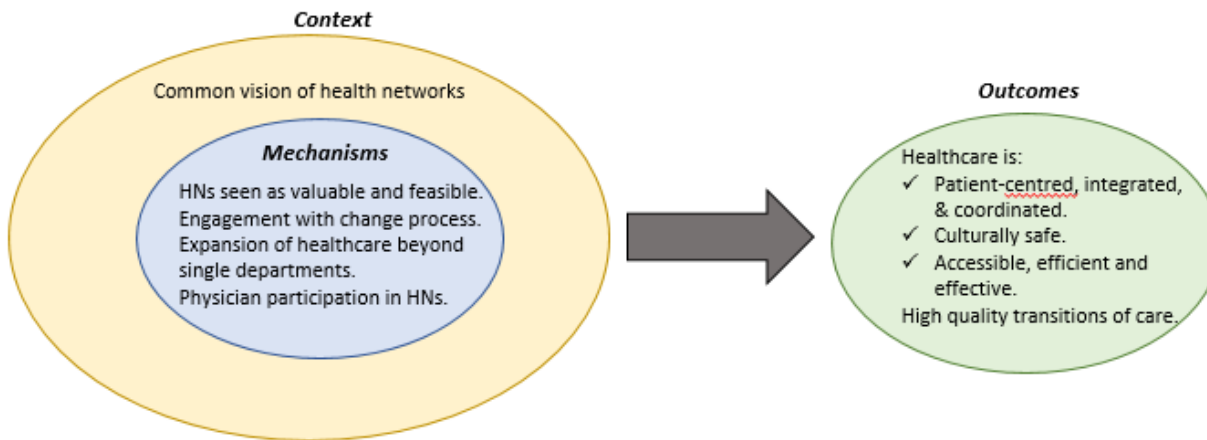 Context
Common vision of health networks
Mechanisms
HNs seen as valuable and feasible.
Engagement with change process.
Expansion of healthcare beyond
single departments.
Physician participation in HNs.
Outcomes
Healthcare is:
✓ Patient-centred, integrated,
& coordinated.
✓ Culturally safe.
✓ Accessible, efficient and
effective.
High quality transitions of care.